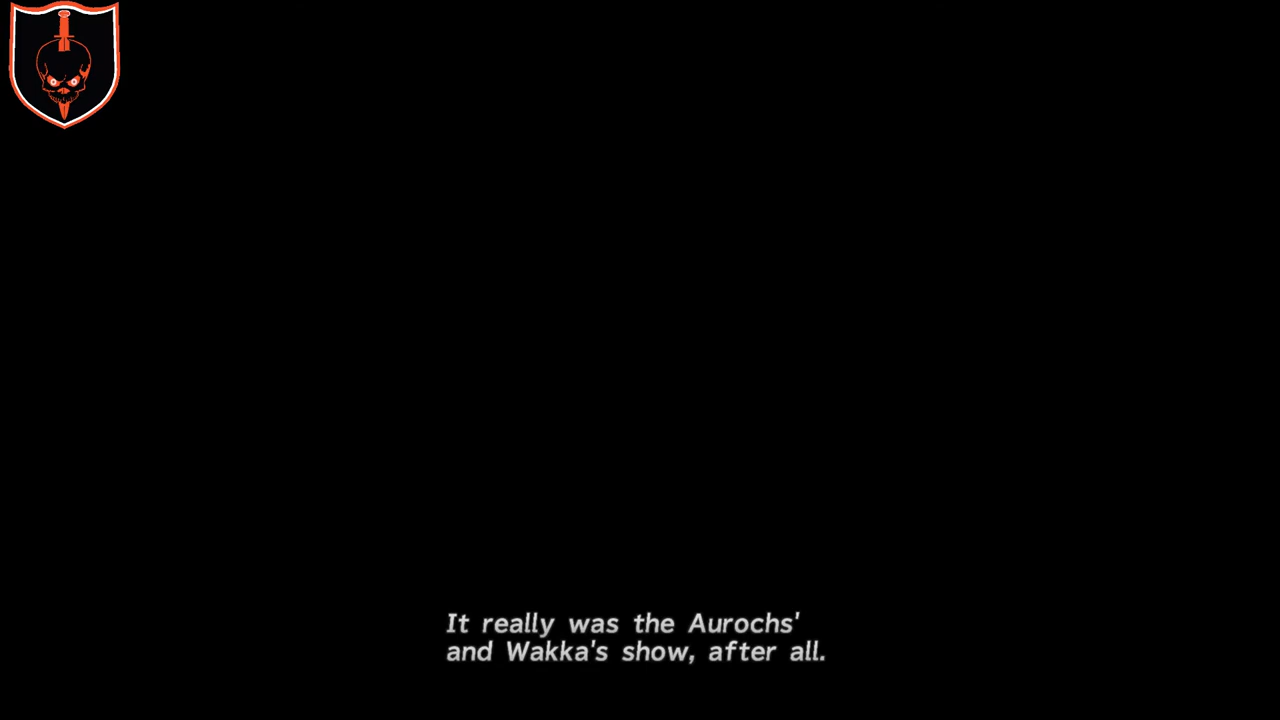 It really was the Aurochs'
and Wakka's show, after all.